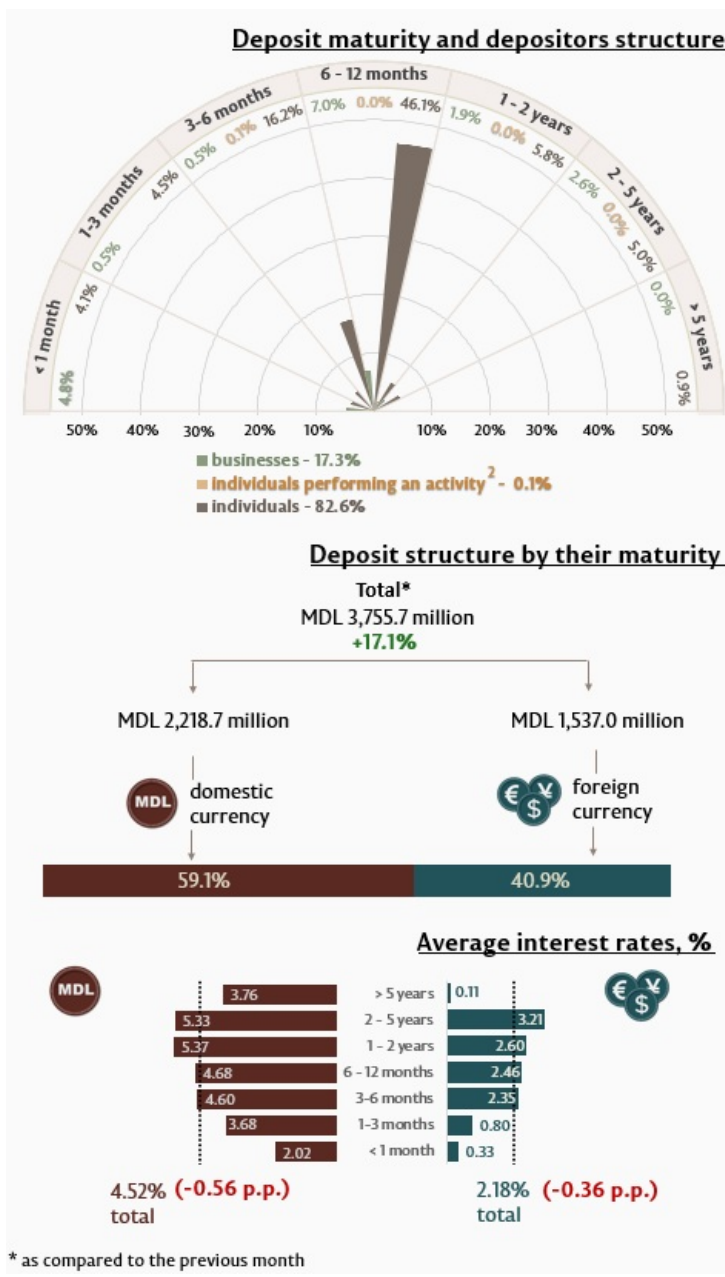 Deposit maturity and depositors structure
< 1 month
1-3 months
3-6 months
6 - 12 months
1 - 2 years
2 - 5 years
> 5 years
4.8%
4.1%
0.5%
4.5%
0.5%
0.1%
16.2%
7.0%
0.0%
46.1%
1.9%
0.0%
5.8%
2.6%
0.0%
5.0%
0.0%
0.9%
50% 40% 30% 20% 10% 10% 20% 30% 40% 50%
businesses - 17.3%
individuals performing an activity 2 - 0.1%
individuals - 82.6%
Deposit structure by their maturity
Total*
MDL 3,755.7 million
+17.1%
MDL 2,218.7 million MDL 1,537.0 million
MDL domestic currency
€ ¥ $ foreign currency
59.1% 40.9%
Average interest rates, %
MDL € ¥ $
3.76 > 5 years 0.11
5.33 2 - 5 years 3.21
5.37 1 - 2 years 2.60
4.68 6 - 12 months 2.46
4.60 3-6 months 2.35
3.68 1-3 months 0.80
2.02 < 1 month 0.33
4.52% (-0.56 p.p.) 2.18% (-0.36 p.p.)
total total
* as compared to the previous month